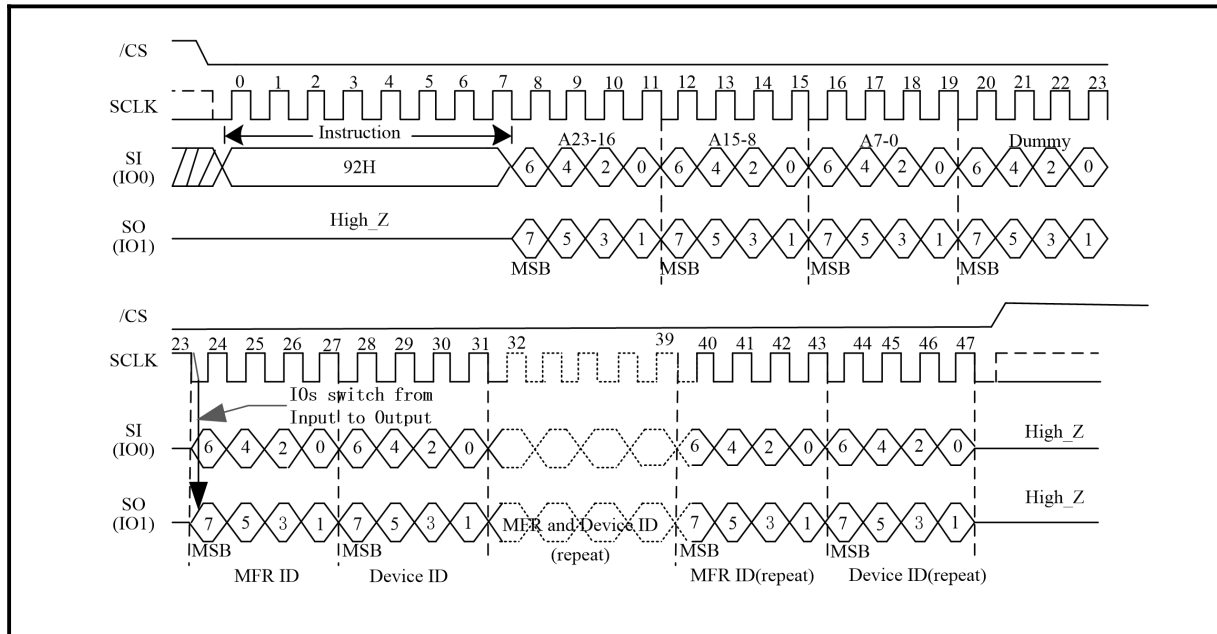 /CS
0 1 2 3 4 5 6 7 8 9 10 11 12 13 14 15 16 17 18 19 20 21 22 23
SCLK
Instruction A23-16 A15-8 A7-0 Dummy
SI
(IO0)
92H 6 4 2 0 6 4 2 0 6 4 2 0 6 4 2 0
SO
(IO1)
High_Z 7 5 3 1 7 5 3 1 7 5 3 1 7 5 3 1
MSB MSB MSB MSB
/CS
23 24 25 26 27 28 29 30 31 32 39 40 41 42 43 44 45 46 47
SCLK
IOs switch from
Input to Output
SI
(IO0)
6 4 2 0 6 4 2 0 6 4 2 0 6 4 2 0 High_Z
SO
(IO1)
7 5 3 1 7 5 3 1 MFR and Device ID 7 5 3 1 7 5 3 1 High_Z
(repeat)
MSB MSB MSB MSB
MFR ID Device ID MFR ID(repeat) Device ID(repeat)